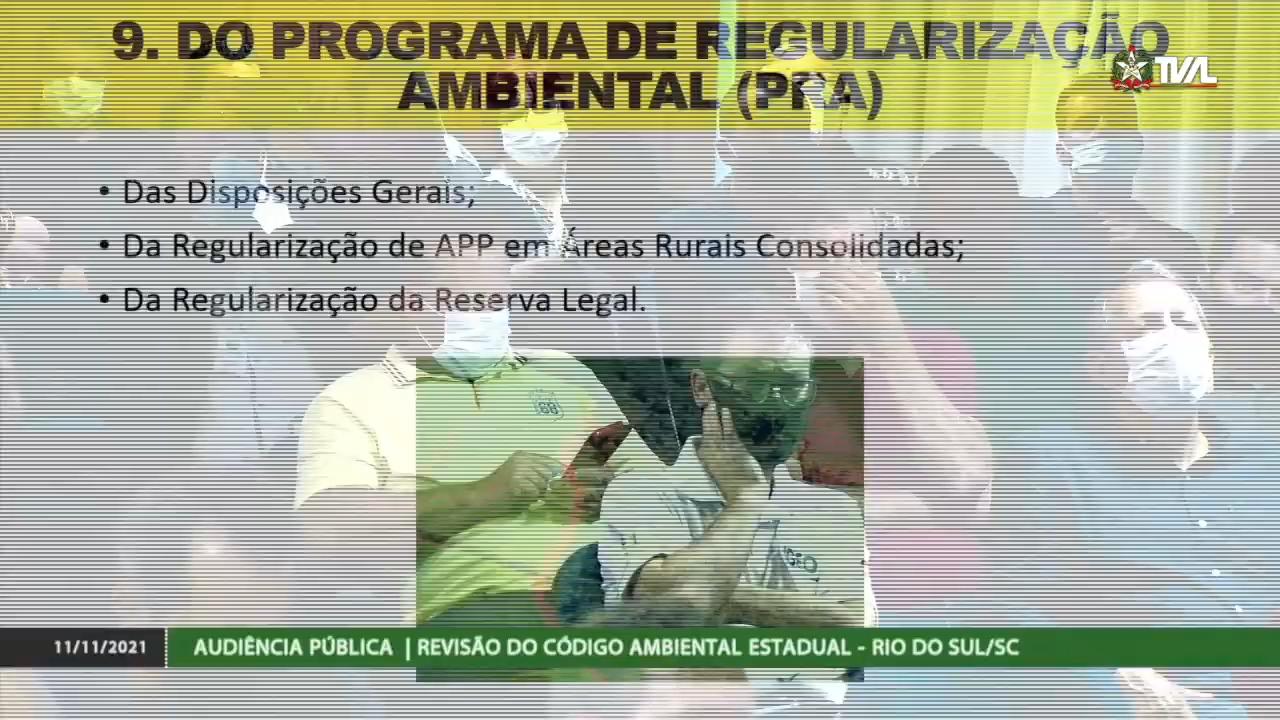 9. DO PROGRAMA DE REGULARIZAÇÃO
AMBIENTAL (PRA)
TVAL
• Das Disposições Gerais;
• Da Regularização de APP em Áreas Rurais Consolidadas;
• Da Regularização da Reserva Legal.
68
IGEO
11/11/2021
AUDIÊNCIA PÚBLICA | REVISÃO DO CÓDIGO AMBIENTAL ESTADUAL - RIO DO SUL/SC